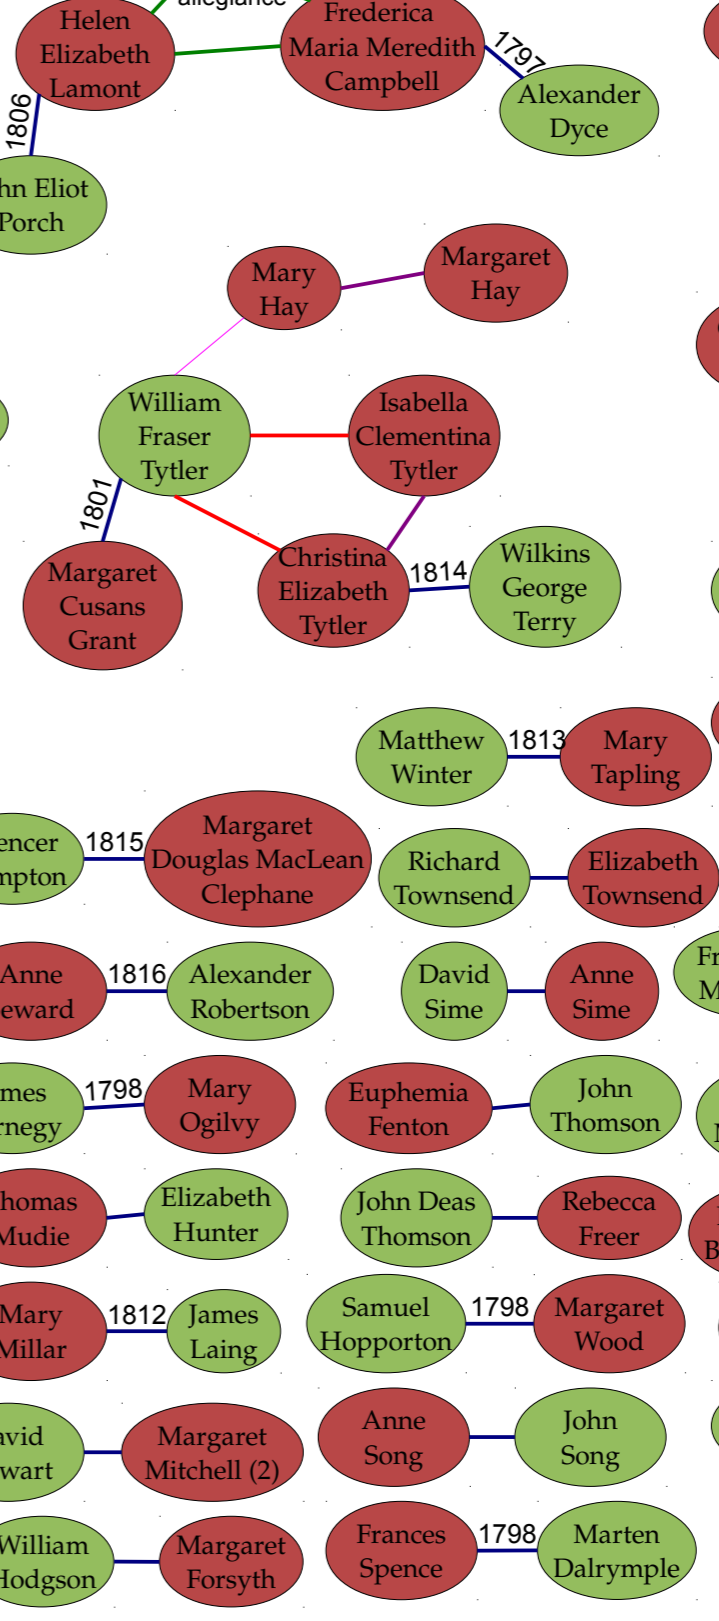 allegiance
Helen
Elizabeth
Lamont
Frederica
Maria Meredith
Campbell
1797
Alexander
Dyce
1806
hn Eliot
Porch
Mary
Hay
Margaret
Hay
William
Fraser
Tytler
Isabella
Clementina
Tytler
1801
Margaret
Cusans
Grant
Christina
Elizabeth
Tytler
1814
Wilkins
George
Terry
Matthew
Winter
1813
Mary
Tapling
encer
mpton
1815
Margaret
Douglas MacLean
Clephane
Richard
Townsend
Elizabeth
Townsend
Anne
eward
1816
Alexander
Robertson
David
Sime
Anne
Sime
Fr
M
mes
rnegy
1798
Mary
Ogilvy
Euphemia
Fenton
John
Thomson
homas
Mudie
Elizabeth
Hunter
John Deas
Thomson
Rebecca
Freer
B
Mary
Millar
1812
James
Laing
Samuel
Hopporton
1798
Margaret
Wood
avid
wart
Margaret
Mitchell (2)
Anne
Song
John
Song
William
Hodgson
Margaret
Forsyth
Frances
Spence
1798
Marten
Dalrymple